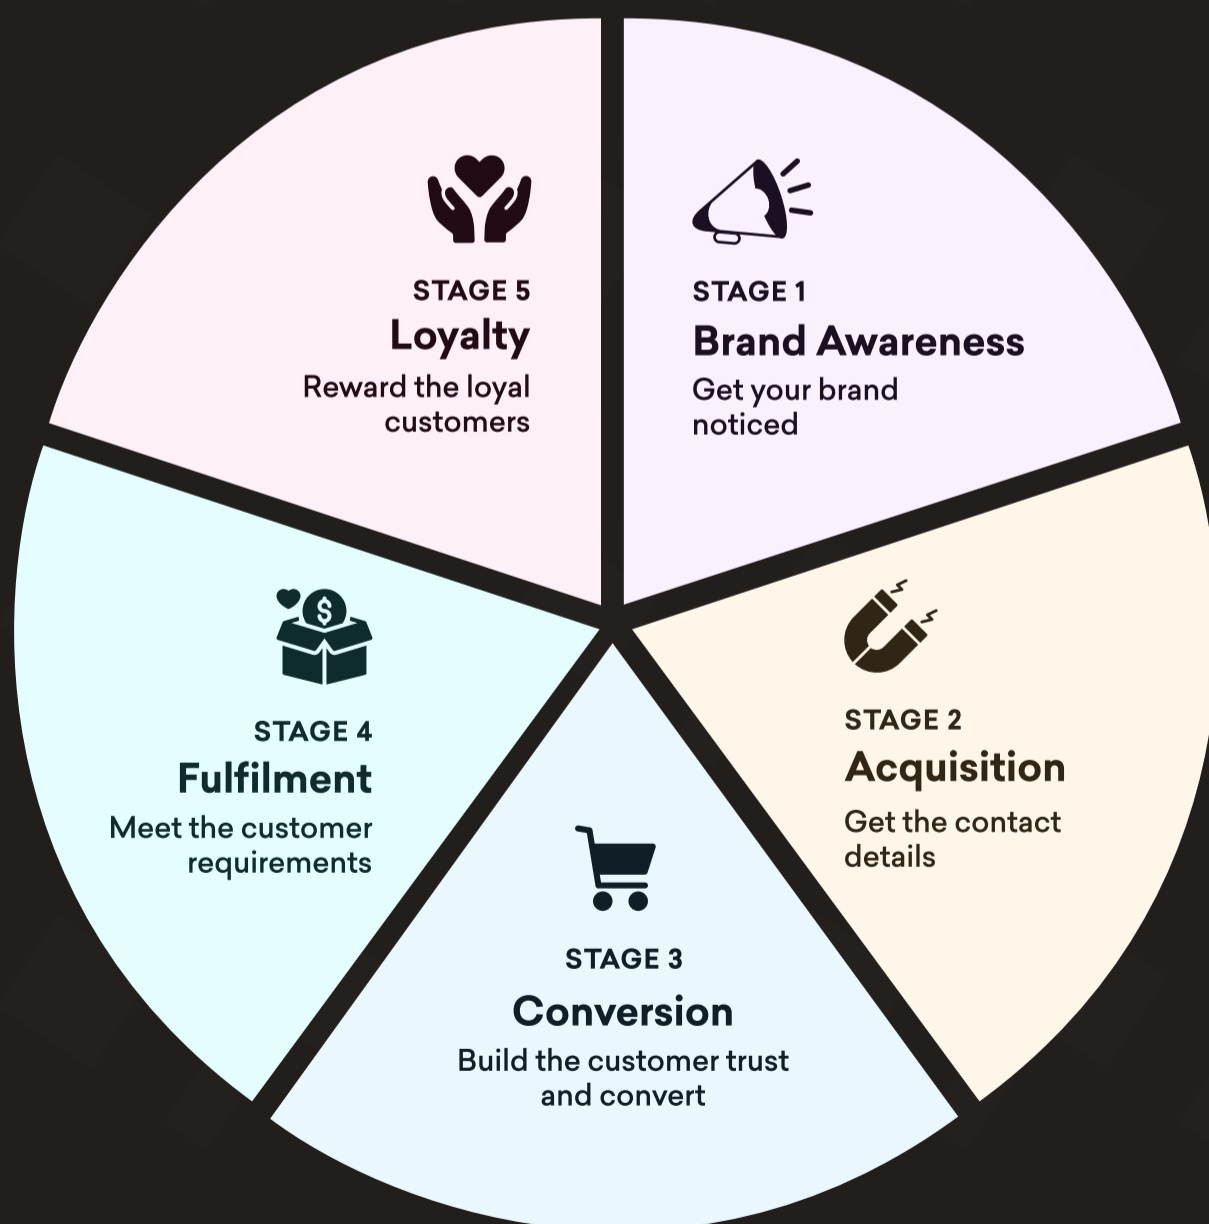 STAGE 1
Brand Awareness
Get your brand
noticed
STAGE 2
Acquisition
Get the contact
details
STAGE 3
Conversion
Build the customer trust
and convert
STAGE 4
Fulfilment
Meet the customer
requirements
STAGE 5
Loyalty
Reward the loyal
customers
$